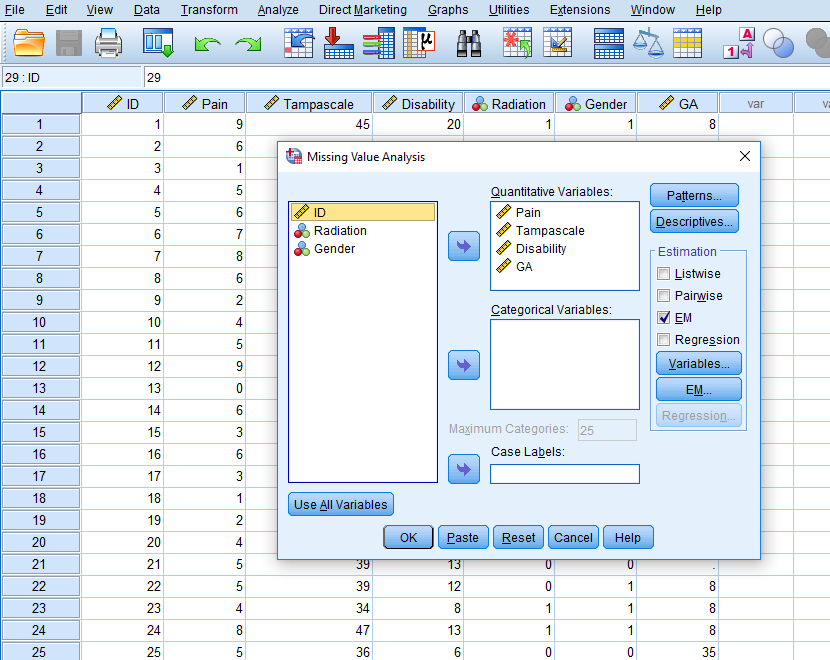 File Edit View Data Transform Analyze Direct Marketing Graphs Utilities Extensions Window Help
29 : ID 29
ID Pain Tampascale Disability Radiation Gender GA var va
1 1 9 45 20 1 1 8
2 2 6
3 3 1
4 4 5
5 5 6
6 6 7
7 7 8
8 8 6
9 9 2
10 10 4
11 11 5
12 12 9
13 13 0
14 14 6
15 15 3
16 16 6
17 17 3
18 18 1
19 19 2
20 20 4
21 21 5 39 13 0 0 .
22 22 5 39 12 0 1 8
23 23 4 34 8 1 1 8
24 24 8 47 13 1 1 8
25 25 5 36 6 0 0 35
Missing Value Analysis
ID
Radiation
Gender
Use All Variables
Quantitative Variables:
Pain
Tampascale
Disability
GA
Categorical Variables:
Maximum Categories: 25
Case Labels:
Patterns...
Descriptives...
Estimation
Listwise
Pairwise
EM
Regression
Variables...
EM...
Regression...
OK Paste Reset Cancel Help
A
1
μ